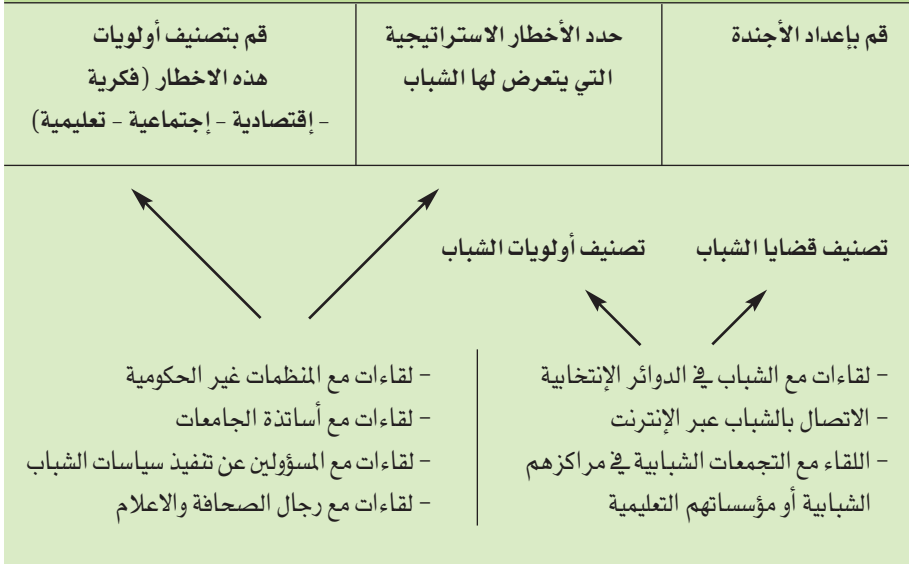 قم بإعداد الأجندة
حدد الأخطار الاستراتيجية
التي يتعرض لها الشباب
قم بتصنيف أولويات
هذه الاخطار (فكرية
- إقتصادية - إجتماعية - تعليمية)
تصنيف قضايا الشباب
تصنيف أولويات الشباب
- لقاءات مع الشباب في الدوائر الإنتخابية
- الاتصال بالشباب عبر الإنترنت
- اللقاء مع التجمعات الشبابية في مراكزهم
الشبابية أو مؤسساتهم التعليمية
- لقاءات مع المنظمات غير الحكومية
- لقاءات مع أساتذة الجامعات
- لقاءات مع المسؤولين عن تنفيذ سياسات الشباب
- لقاءات مع رجال الصحافة والاعلام